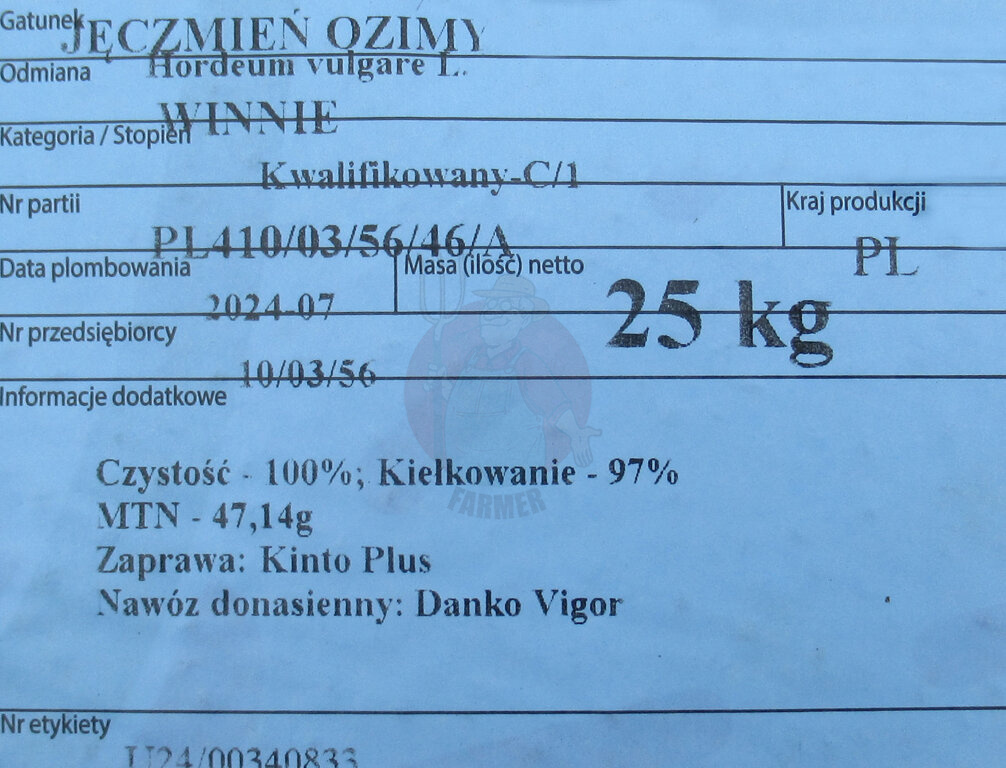 Gatunek
JĘCZMIEŃ OZIMY
Hordeum vulgare L.
Odmiana
WINNIE
Kategoria / Stopień
Kwalifikowany-C/1
Nr partii
Kraj produkcji
PL410/03/56/46/A
PL
Data plombowania
Masa (ilość) netto
2024-07
25 kg
Nr przedsiębiorcy
10/03/56
Informacje dodatkowe
Czystość - 100%; Kiełkowanie - 97%
MTN - 47,14g
Zaprawa: Kinto Plus
Nawóz donasienny: Danko Vigor
FARMER
Nr etykiety
U24/00340833